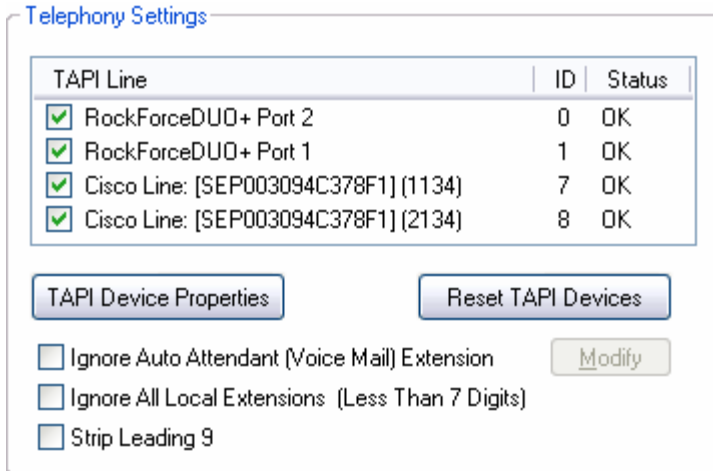 Telephony Settings
TAPI Line ID Status
RockForceDUO+ Port 2 0 OK
RockForceDUO+ Port 1 1 OK
Cisco Line: [SEP003094C378F1] (1134) 7 OK
Cisco Line: [SEP003094C378F1] (2134) 8 OK
TAPI Device Properties Reset TAPI Devices
Ignore Auto Attendant (Voice Mail) Extension Modify
Ignore All Local Extensions (Less Than 7 Digits)
Strip Leading 9